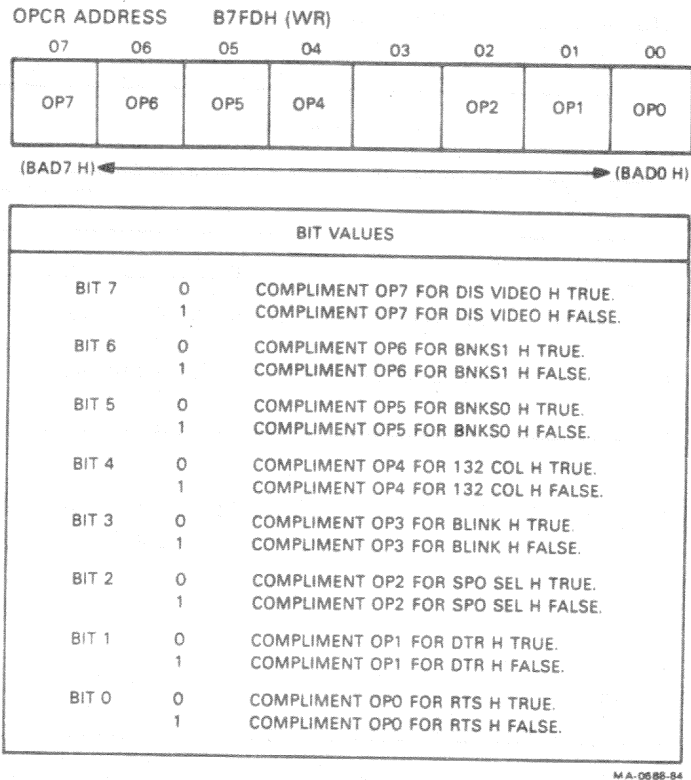 OPCR ADDRESS B7FDH (WR)
07 06 05 04 03 02 01 00
OP7 OP6 OP5 OP4 OP2 OP1 OP0
(BAD7 H) (BAD0 H)
BIT VALUES
BIT 7 0 COMPLIMENT OP7 FOR DIS VIDEO H TRUE.
1 COMPLIMENT OP7 FOR DIS VIDEO H FALSE.
BIT 6 0 COMPLIMENT OP6 FOR BNKS1 H TRUE.
1 COMPLIMENT OP6 FOR BNKS1 H FALSE.
BIT 5 0 COMPLIMENT OP5 FOR BNKS0 H TRUE.
1 COMPLIMENT OP5 FOR BNKS0 H FALSE.
BIT 4 0 COMPLIMENT OP4 FOR 132 COL H TRUE.
1 COMPLIMENT OP4 FOR 132 COL H FALSE.
BIT 3 0 COMPLIMENT OP3 FOR BLINK H TRUE.
1 COMPLIMENT OP3 FOR BLINK H FALSE.
BIT 2 0 COMPLIMENT OP2 FOR SPO SEL H TRUE.
1 COMPLIMENT OP2 FOR SPO SEL H FALSE.
BIT 1 0 COMPLIMENT OP1 FOR DTR H TRUE.
1 COMPLIMENT OP1 FOR DTR H FALSE.
BIT 0 0 COMPLIMENT OP0 FOR RTS H TRUE.
1 COMPLIMENT OP0 FOR RTS H FALSE.
MA-0688-84